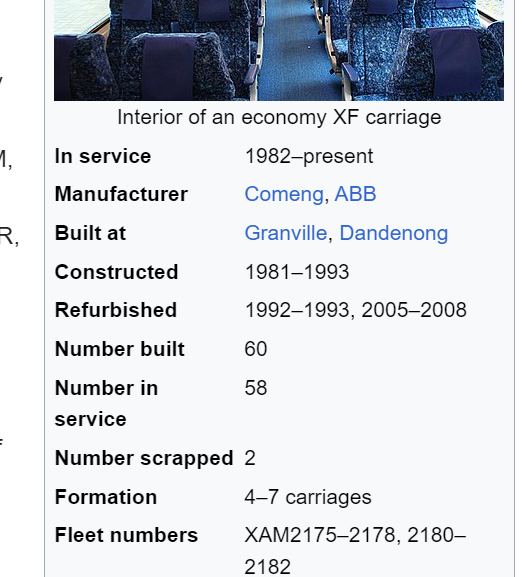 Interior of an economy XF carriage
In service 1982–present
Manufacturer Comeng, ABB
Built at Granville, Dandenong
Constructed 1981–1993
Refurbished 1992–1993, 2005–2008
Number built 60
Number in service 58
Number scrapped 2
Formation 4–7 carriages
Fleet numbers XAM2175–2178, 2180–
2182
M,
R,